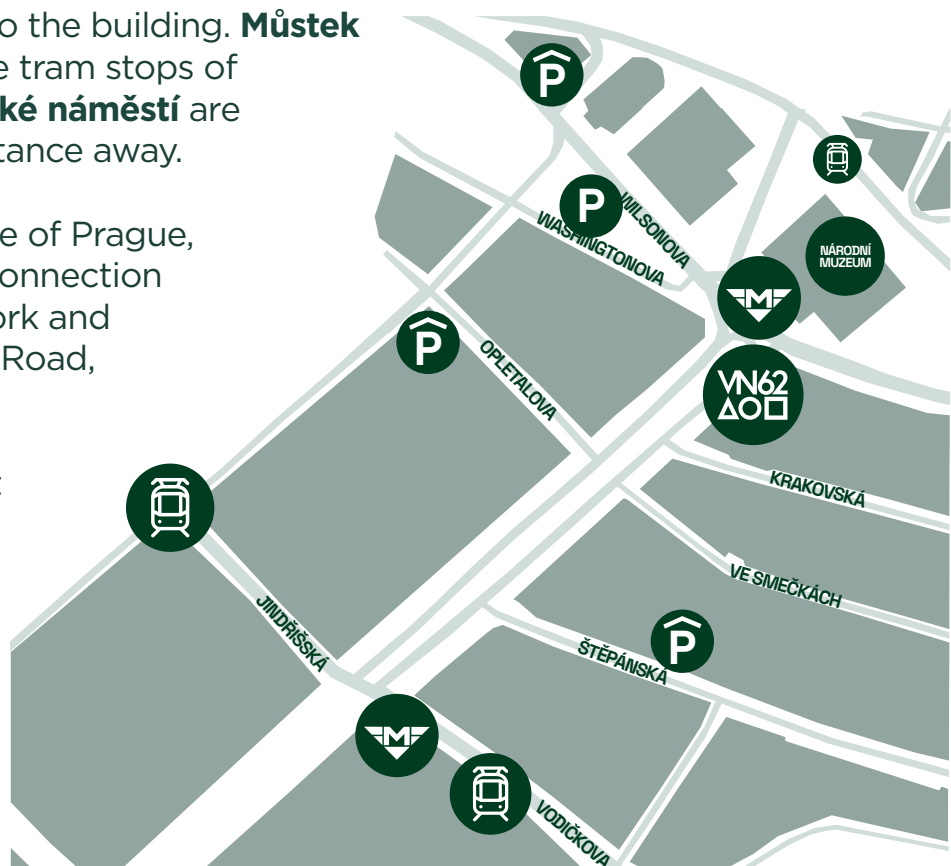 o the building. Můstek
e tram stops of
ké náměstí are
tance away.
e of Prague,
onnection
ork and
Road,
P
P
WILSONOVA
WASHINGTONOVA
NÁRODNÍ
MUZEUM
M
P
OPLETALOVA
VN62
KRAKOVSKÁ
VE SMEČKÁCH
JINDŘIŠSKÁ
P
ŠTĚPÁNSKÁ
M
VODIČKOVA